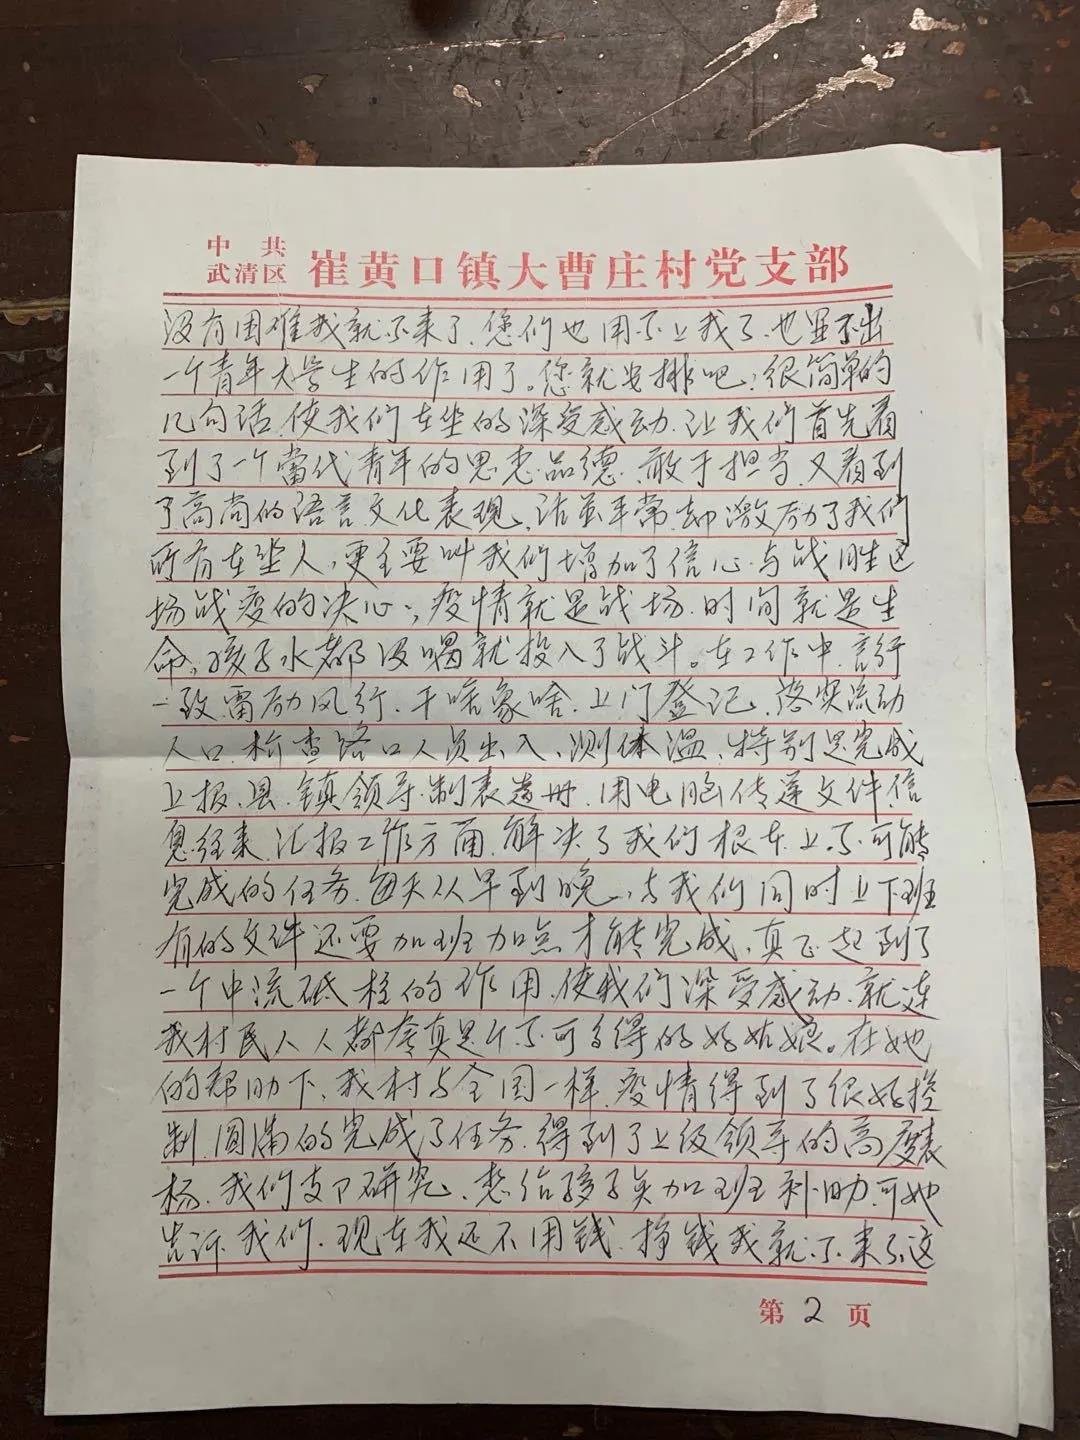 中共
武清区 崔黄口镇大曹庄村党支部
没有困难我就不来了、您们也用不上我了、也显不出
一个青年大学生的作用了。您就安排吧；很简单的
几句话、使我们在坐的深受感动、让我们首先看
到了一个当代青年的思想品德、敢于担当、又看到
了高尚的语言文化表现、话虽平常却激励了我们
所有在坐人，更主要叫我们增加了信心与战胜这
场战疫的决心；疫情就是战场、时间就是生
命、孩子水都没喝就投入了战斗。在工作中言行
一致、雷励风行、干啥象啥、上门登记、落实流动
人口、检查路口人员出入、测体温、特别是完成
上报、县、镇领导、制表造册、用电脑传递文件、信
息往来、汇报工作方面、解决了我们根本上不可能
完成的任务、每天从早到晚、与我们同时上下班
有的文件还要加班加点才能完成、真正起到了
一个中流砥柱的作用、使我们深受感动、就连
我村民人人都夸真是个不可多得的好姑娘。在她
的帮助下、我村与全国一样、疫情得到了很好控
制、圆满的完成了任务、得到了上级领导的高度表
杨、我们支部研究、想给孩子点加班补助、可她
告诉我们、现在我还不用钱、挣钱我就不来了、这
第 2 页